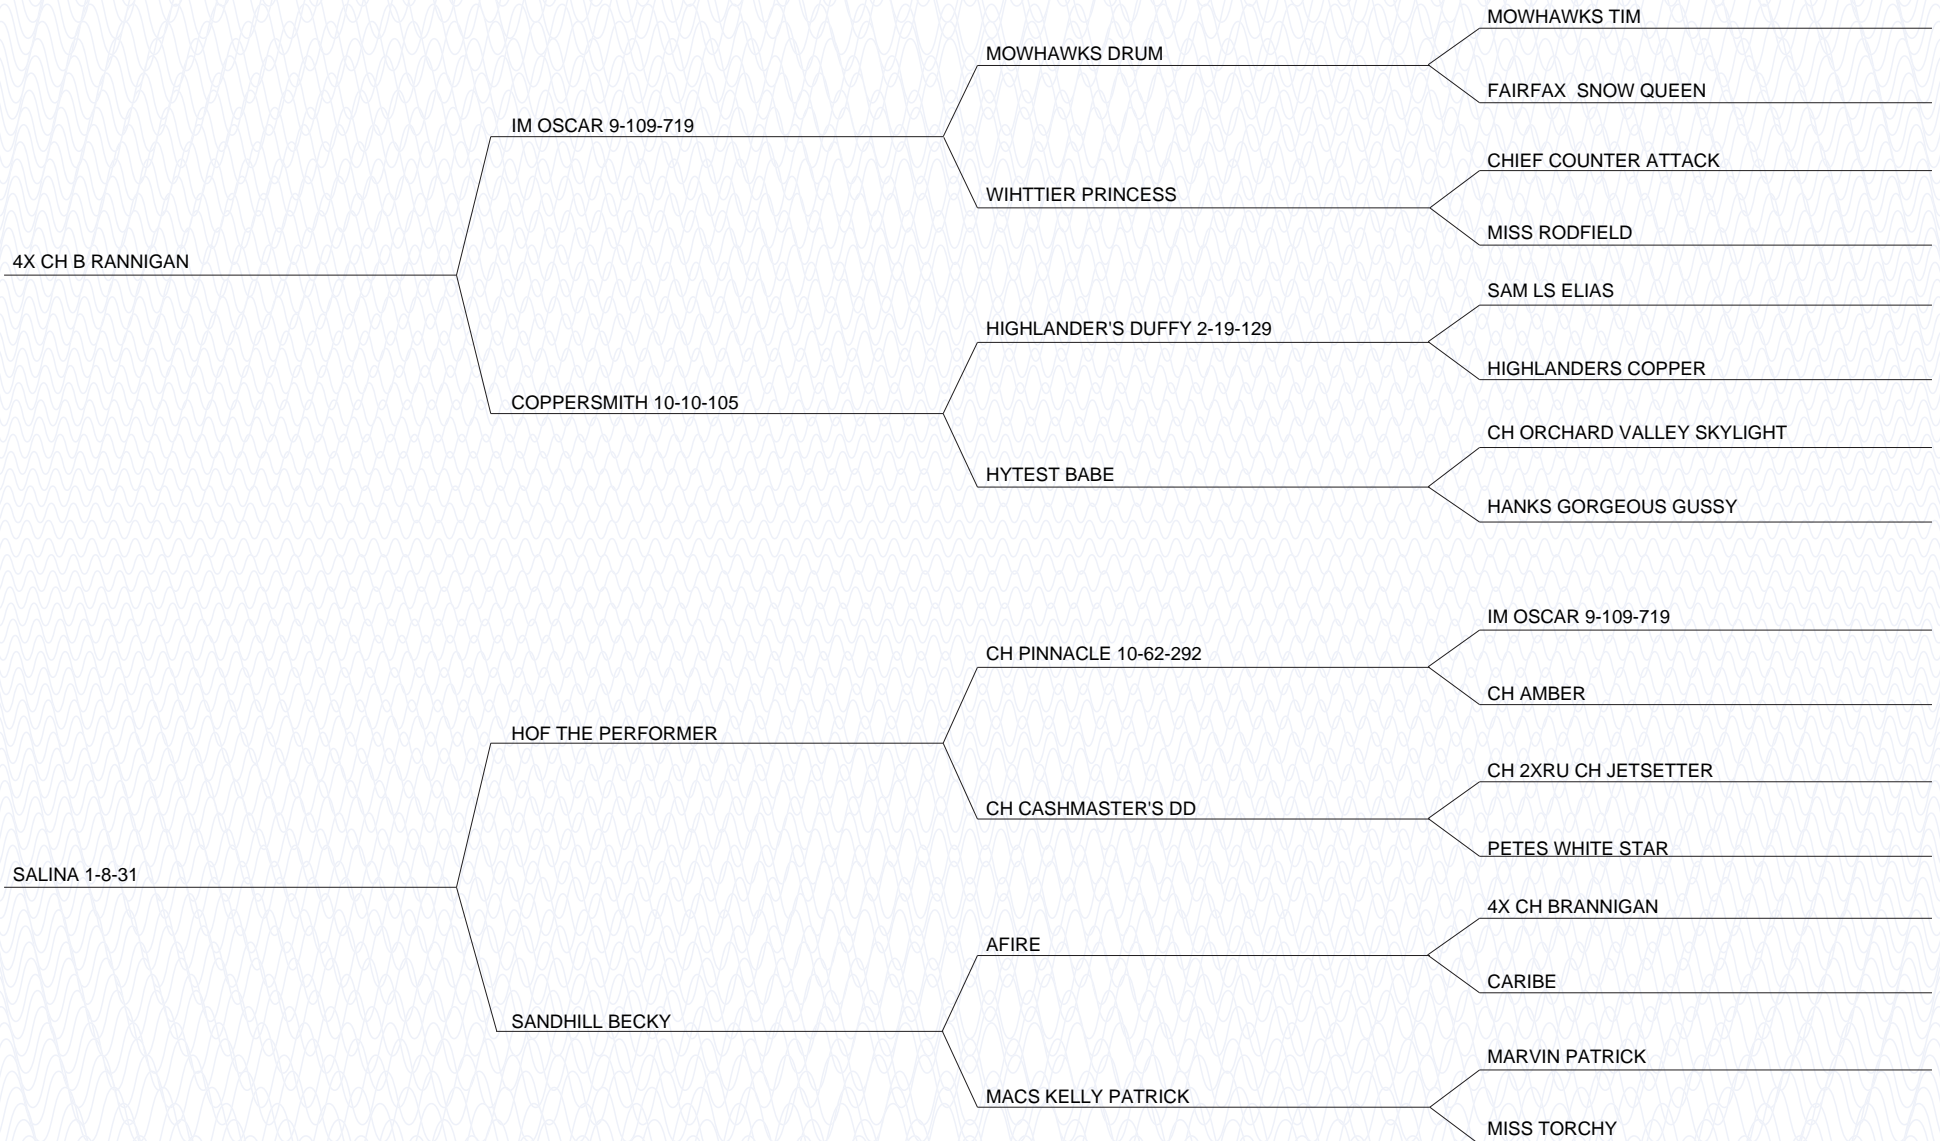 MOWHAWKS TIM
MOWHAWKS DRUM
FAIRFAX  SNOW QUEEN
IM OSCAR 9-109-719
CHIEF COUNTER ATTACK
WIHTTIER PRINCESS
MISS RODFIELD
4X CH B RANNIGAN
SAM LS ELIAS
HIGHLANDER'S DUFFY 2-19-129
HIGHLANDERS COPPER
COPPERSMITH 10-10-105
CH ORCHARD VALLEY SKYLIGHT
HYTEST BABE
HANKS GORGEOUS GUSSY
IM OSCAR 9-109-719
CH PINNACLE 10-62-292
CH AMBER
HOF THE PERFORMER
CH 2XRU CH JETSETTER
CH CASHMASTER'S DD
PETES WHITE STAR
SALINA 1-8-31
4X CH BRANNIGAN
AFIRE
CARIBE
SANDHILL BECKY
MARVIN PATRICK
MACS KELLY PATRICK
MISS TORCHY